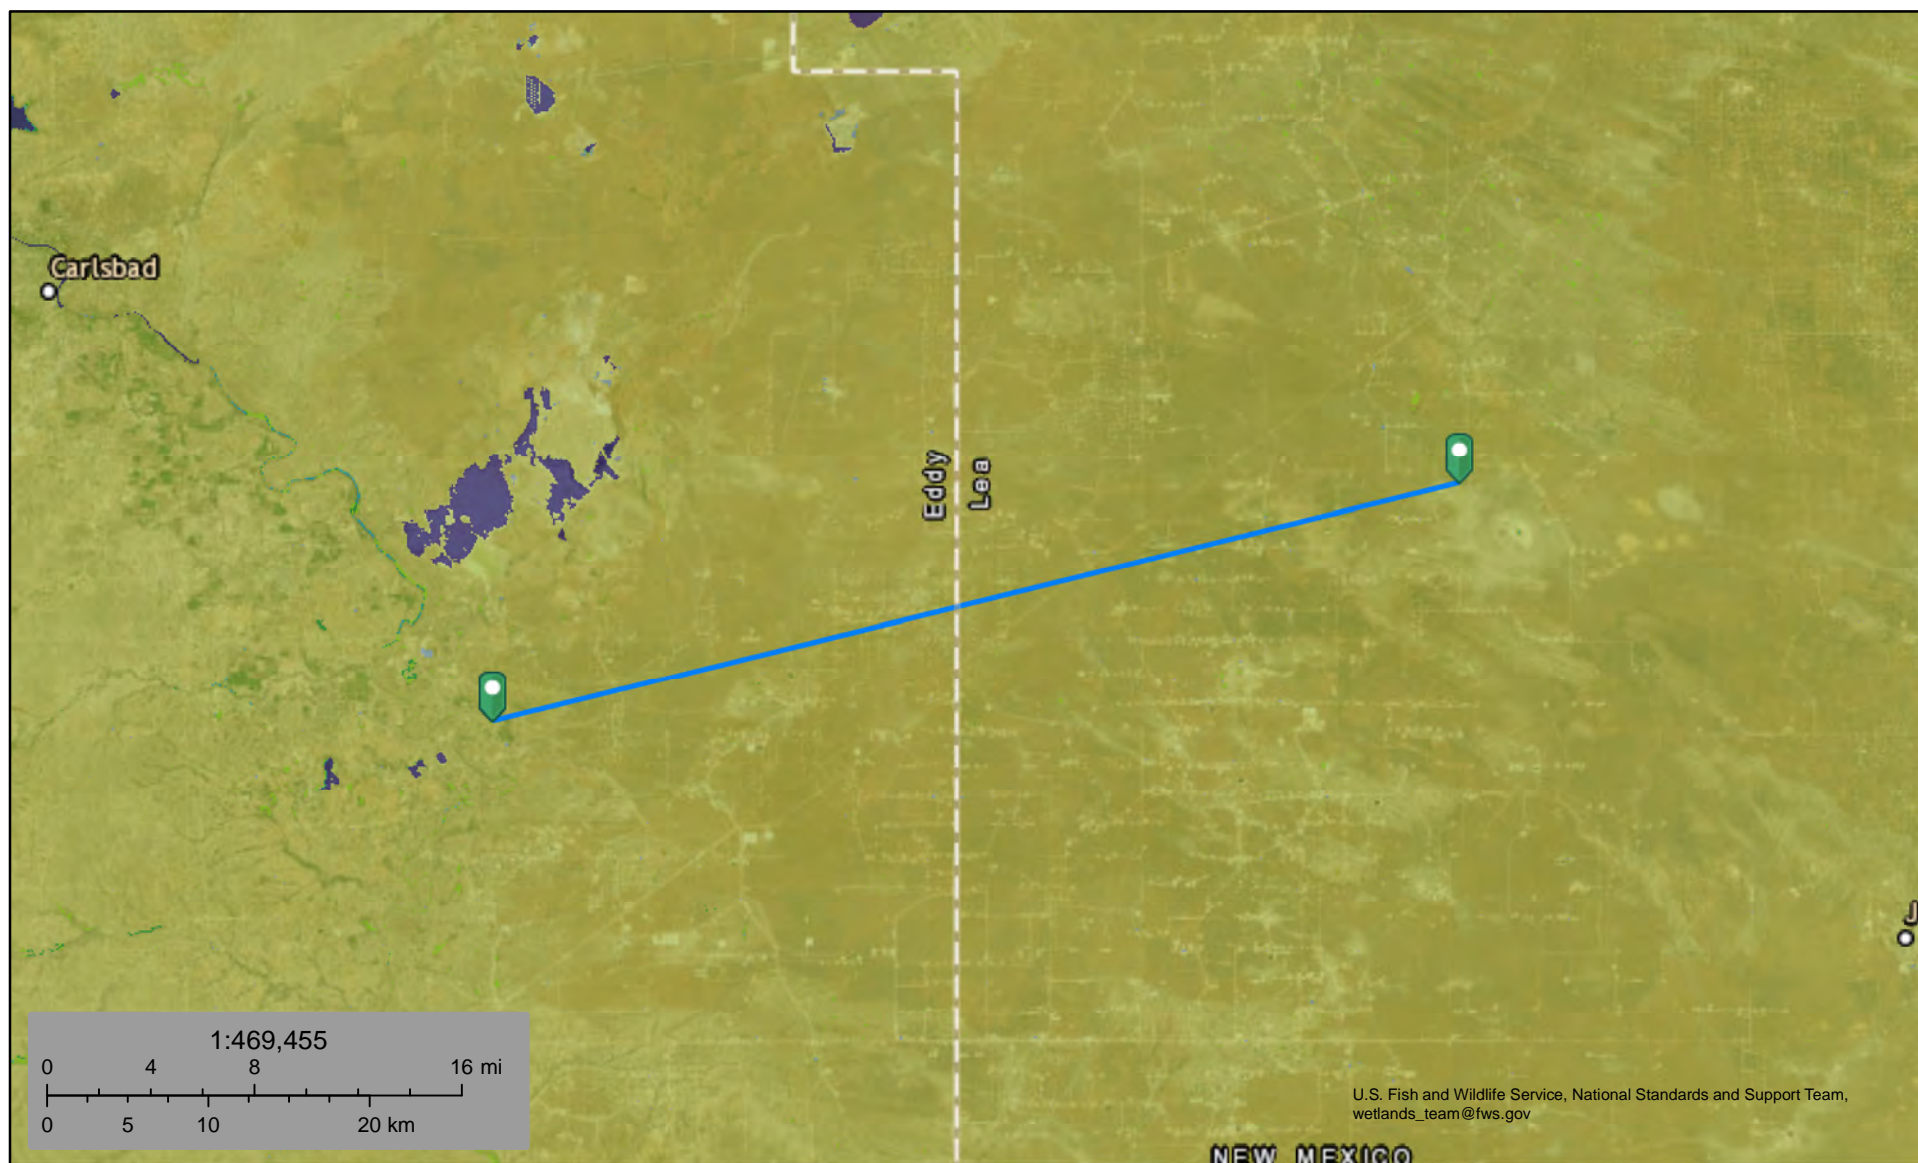 Carlsbad
Eddy
Lea
J
1:469,455
0 4 8 16 mi
0 5 10 20 km
U.S. Fish and Wildlife Service, National Standards and Support Team,
wetlands_team@fws.gov
NEW MEXICO